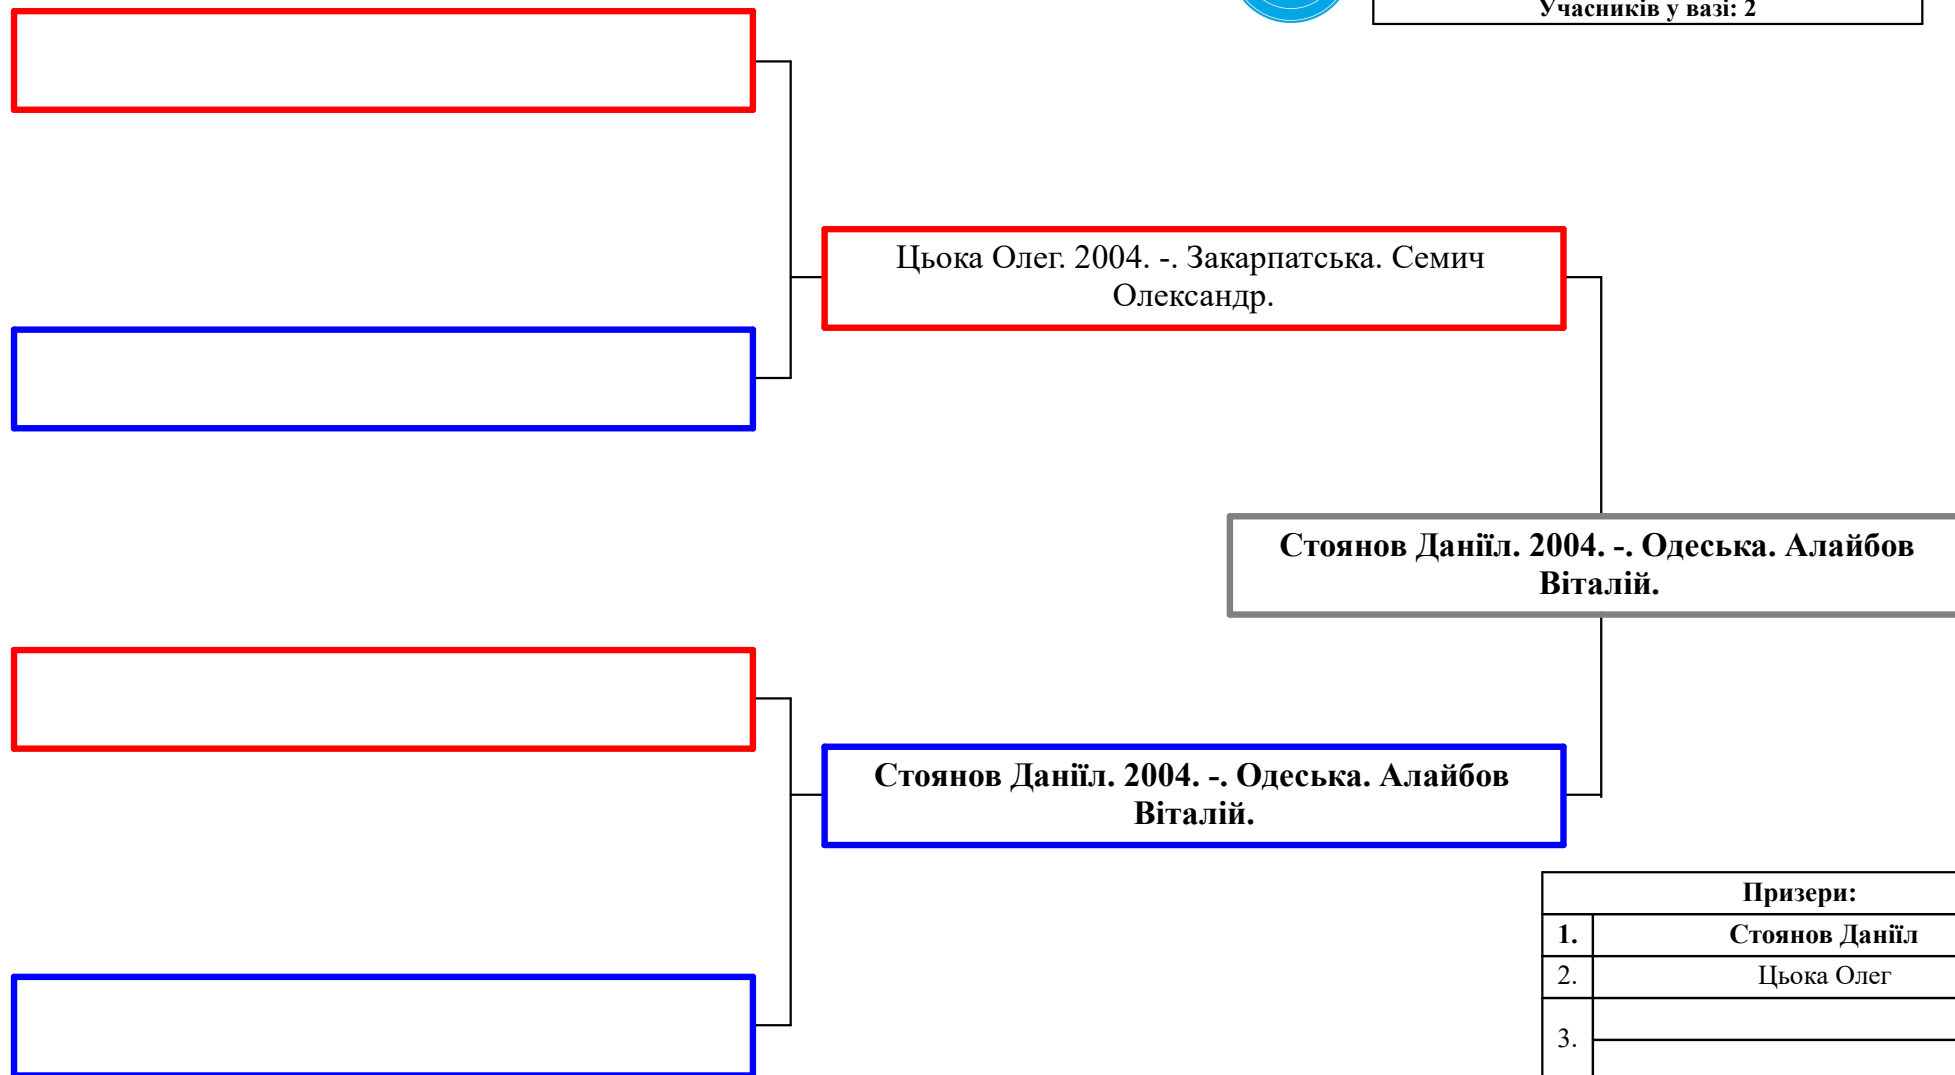 Учасників у вазі: 2
Цьока Олег. 2004. -. Закарпатська. Семич
Олександр.
Стоянов Даніїл. 2004. -. Одеська. Алайбов
Віталій.
Стоянов Даніїл. 2004. -. Одеська. Алайбов
Віталій.
Призери:
1. Стоянов Даніїл
2. Цьока Олег
3.